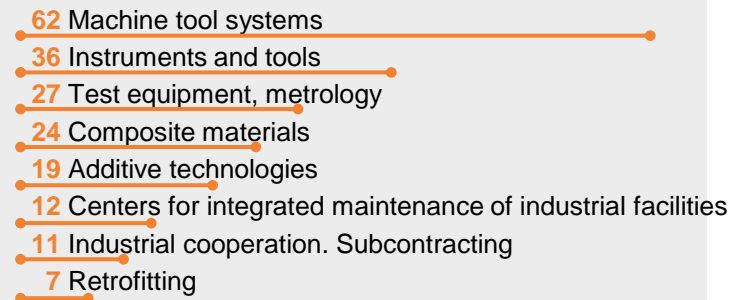 62 Machine tool systems
36 Instruments and tools
27 Test equipment, metrology
24 Composite materials
19 Additive technologies
12 Centers for integrated maintenance of industrial facilities
11 Industrial cooperation. Subcontracting
7 Retrofitting